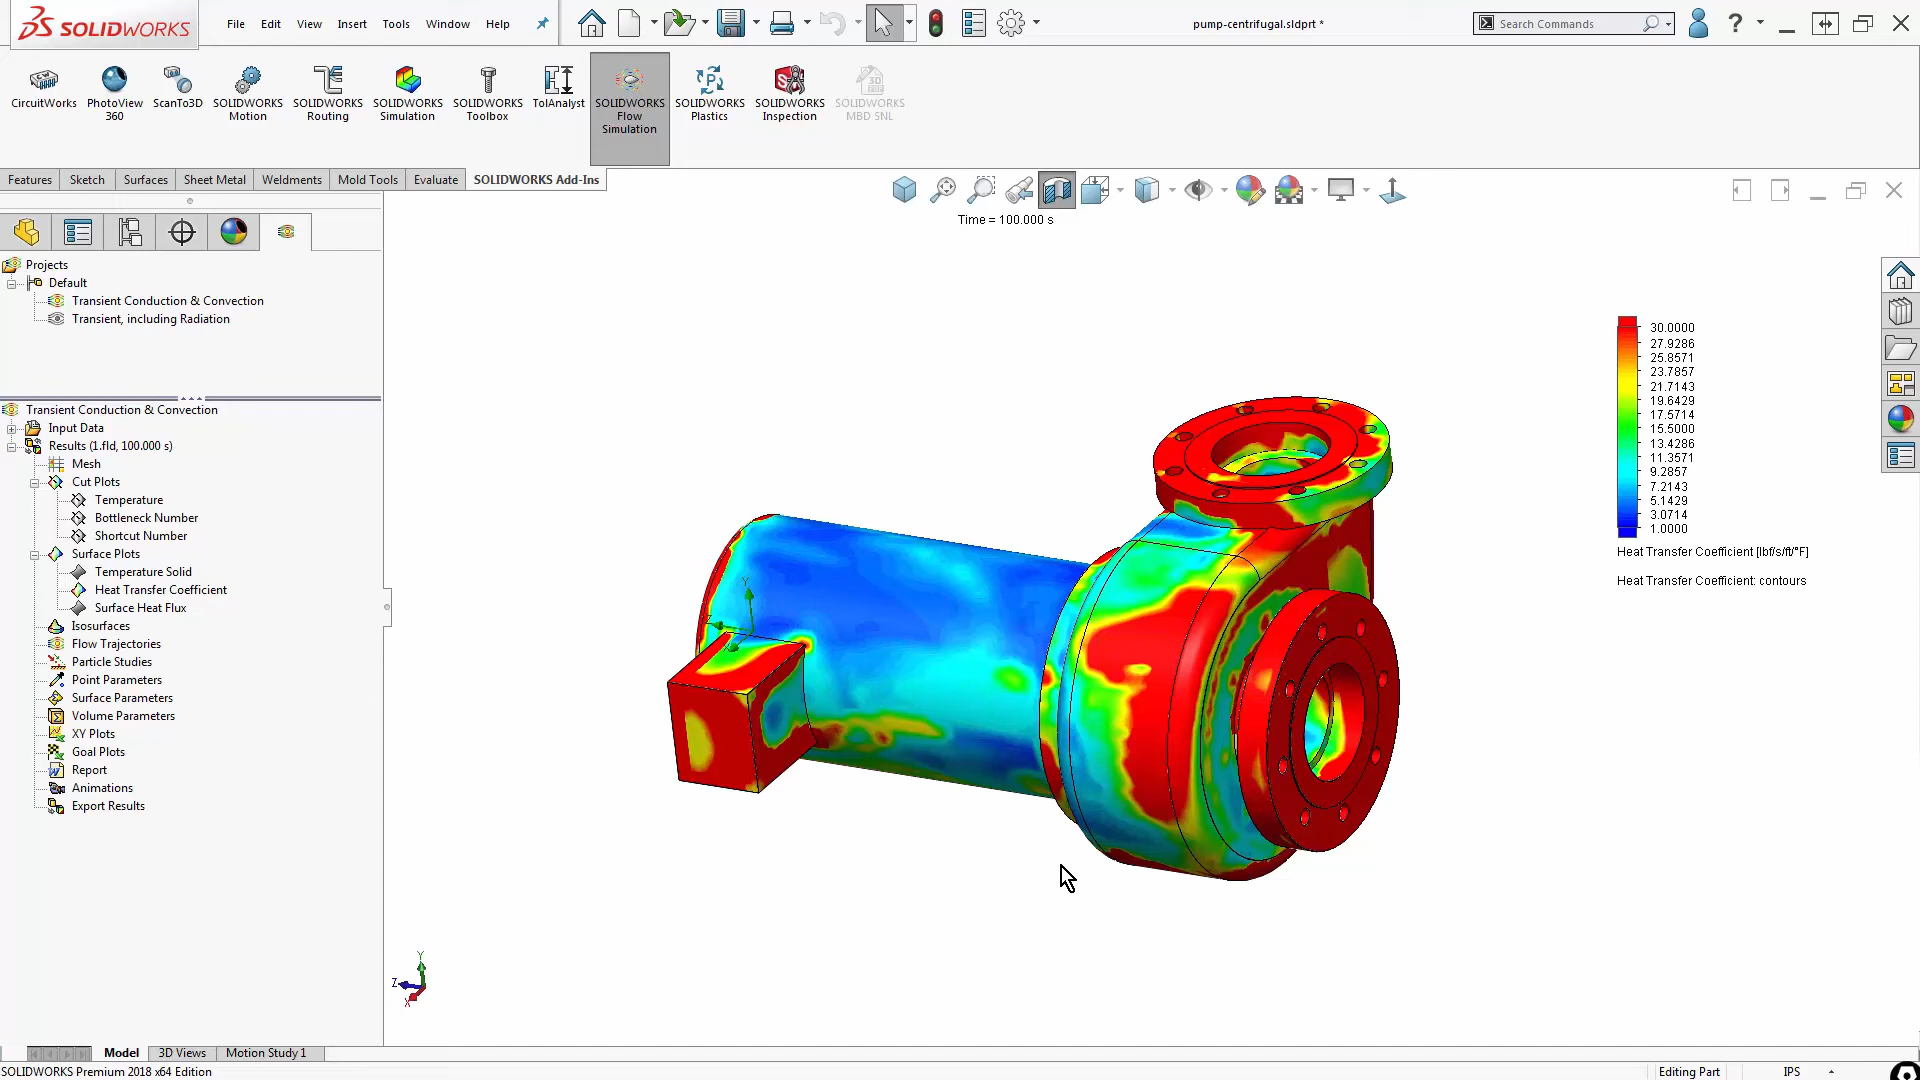 SOLIDWORKS
File Edit View Insert Tools Window Help
pump-centrifugal.sldprt *
Search Commands
CircuitWorks
PhotoView 360
ScanTo3D
SOLIDWORKS Motion
SOLIDWORKS Routing
SOLIDWORKS Simulation
SOLIDWORKS Toolbox
TolAnalyst
SOLIDWORKS Flow Simulation
SOLIDWORKS Plastics
SOLIDWORKS Inspection
SOLIDWORKS MBD SNL
Features Sketch Surfaces Sheet Metal Weldments Mold Tools Evaluate SOLIDWORKS Add-Ins
Time = 100.000 s
Projects
Default
Transient Conduction & Convection
Transient, including Radiation
Transient Conduction & Convection
Input Data
Results (1.fld, 100.000 s)
Mesh
Cut Plots
Temperature
Bottleneck Number
Shortcut Number
Surface Plots
Temperature Solid
Heat Transfer Coefficient
Surface Heat Flux
Isosurfaces
Flow Trajectories
Particle Studies
Point Parameters
Surface Parameters
Volume Parameters
XY Plots
Goal Plots
Report
Animations
Export Results
30.0000
27.9286
25.8571
23.7857
21.7143
19.6429
17.5714
15.5000
13.4286
11.3571
9.2857
7.2143
5.1429
3.0714
1.0000
Heat Transfer Coefficient [lbf/s/ft/°F]
Heat Transfer Coefficient: contours
Y
Y
Z
X
Model 3D Views Motion Study 1
SOLIDWORKS Premium 2018 x64 Edition
Editing Part
IPS